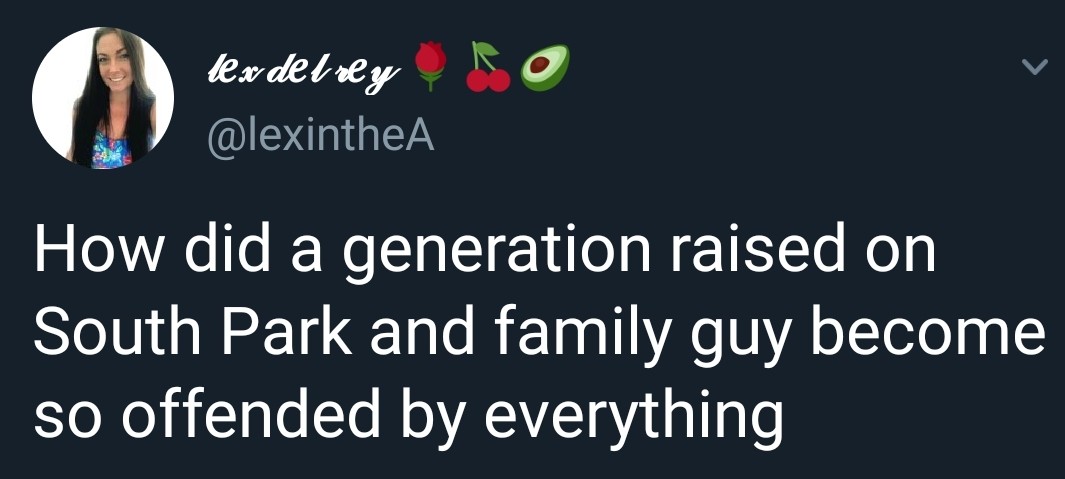 lex del rey 🌹🍒🥑
@lexintheA
How did a generation raised on
South Park and family guy become
so offended by everything